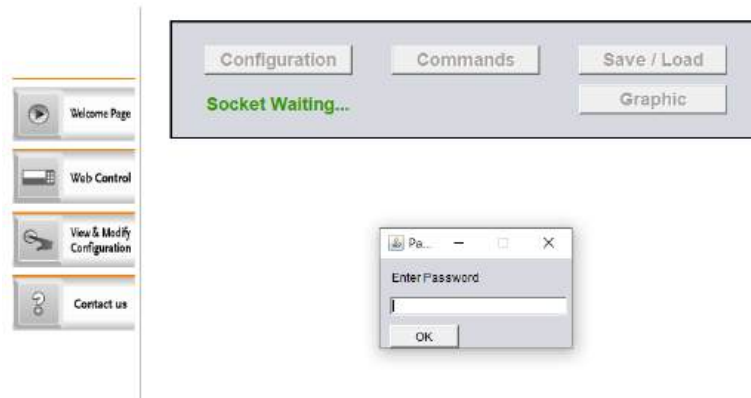 Configuration
Commands
Save / Load
Socket Waiting...
Graphic
Welcome Page
Web Control
View & Modify
Configuration
Contact us
Pa...
Enter Password
OK